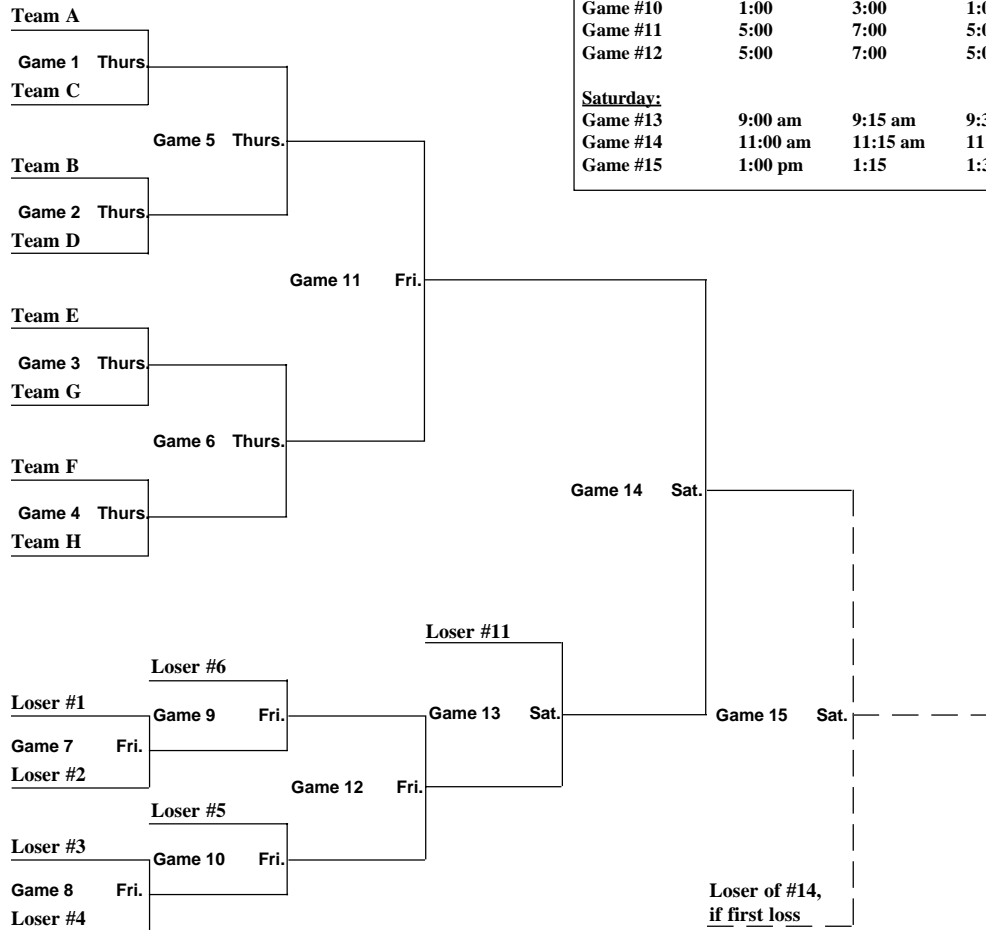 Team A
Game 1 Thurs.
Team C
Game 5 Thurs.
Team B
Game 2 Thurs.
Team D
Game 11 Fri.
Team E
Game 3 Thurs.
Team G
Game 6 Thurs.
Team F
Game 4 Thurs.
Team H
Game #10 1:00 3:00
Game #11 5:00 7:00
Game #12 5:00 7:00
Saturday:
Game #13 9:00 am 9:15 am
Game #14 11:00 am 11:15 am
Game #15 1:00 pm 1:15
Game 14 Sat.
Loser #11
Loser #6
Loser #1
Game 9 Fri.
Game 13 Sat.
Game 15 Sat.
Game 7 Fri.
Loser #2
Game 12 Fri.
Loser #5
Loser #3
Game 10 Fri.
Game 8 Fri.
Loser #4
Loser of #14,
if first loss